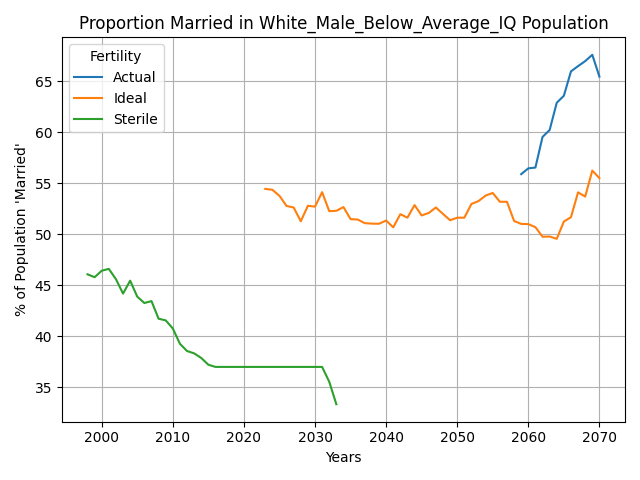 Proportion Married in White_Male_Below_Average_IQ Population
Fertility
Actual
Ideal
Sterile
% of Population 'Married'
65
60
55
50
45
40
35
2000 2010 2020 2030 2040 2050 2060 2070
Years